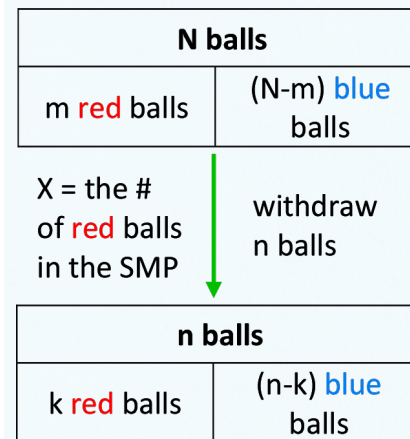 N balls
m red balls
(N-m) blue
balls
X = the #
of red balls
in the SMP
withdraw
n balls
n balls
k red balls
(n-k) blue
balls